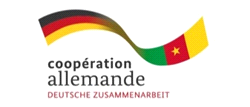 coopération
allemande
DEUTSCHE ZUSAMMENARBEIT